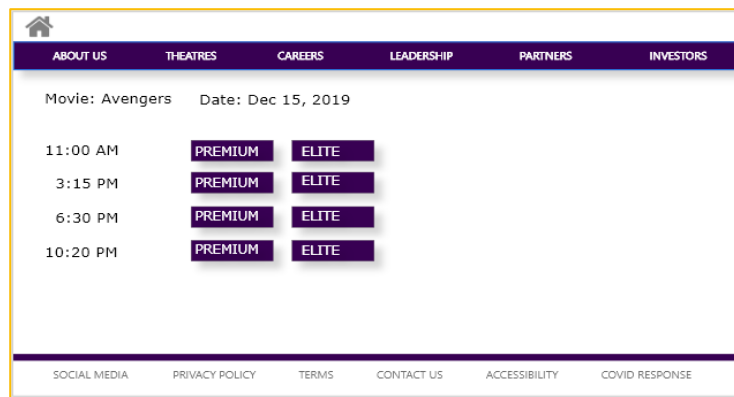 ABOUT US THEATRES CAREERS LEADERSHIP PARTNERS INVESTORS
Movie: Avengers Date: Dec 15, 2019
11:00 AM PREMIUM ELITE
3:15 PM PREMIUM ELITE
6:30 PM PREMIUM ELITE
10:20 PM PREMIUM ELITE
SOCIAL MEDIA PRIVACY POLICY TERMS CONTACT US ACCESSIBILITY COVID RESPONSE